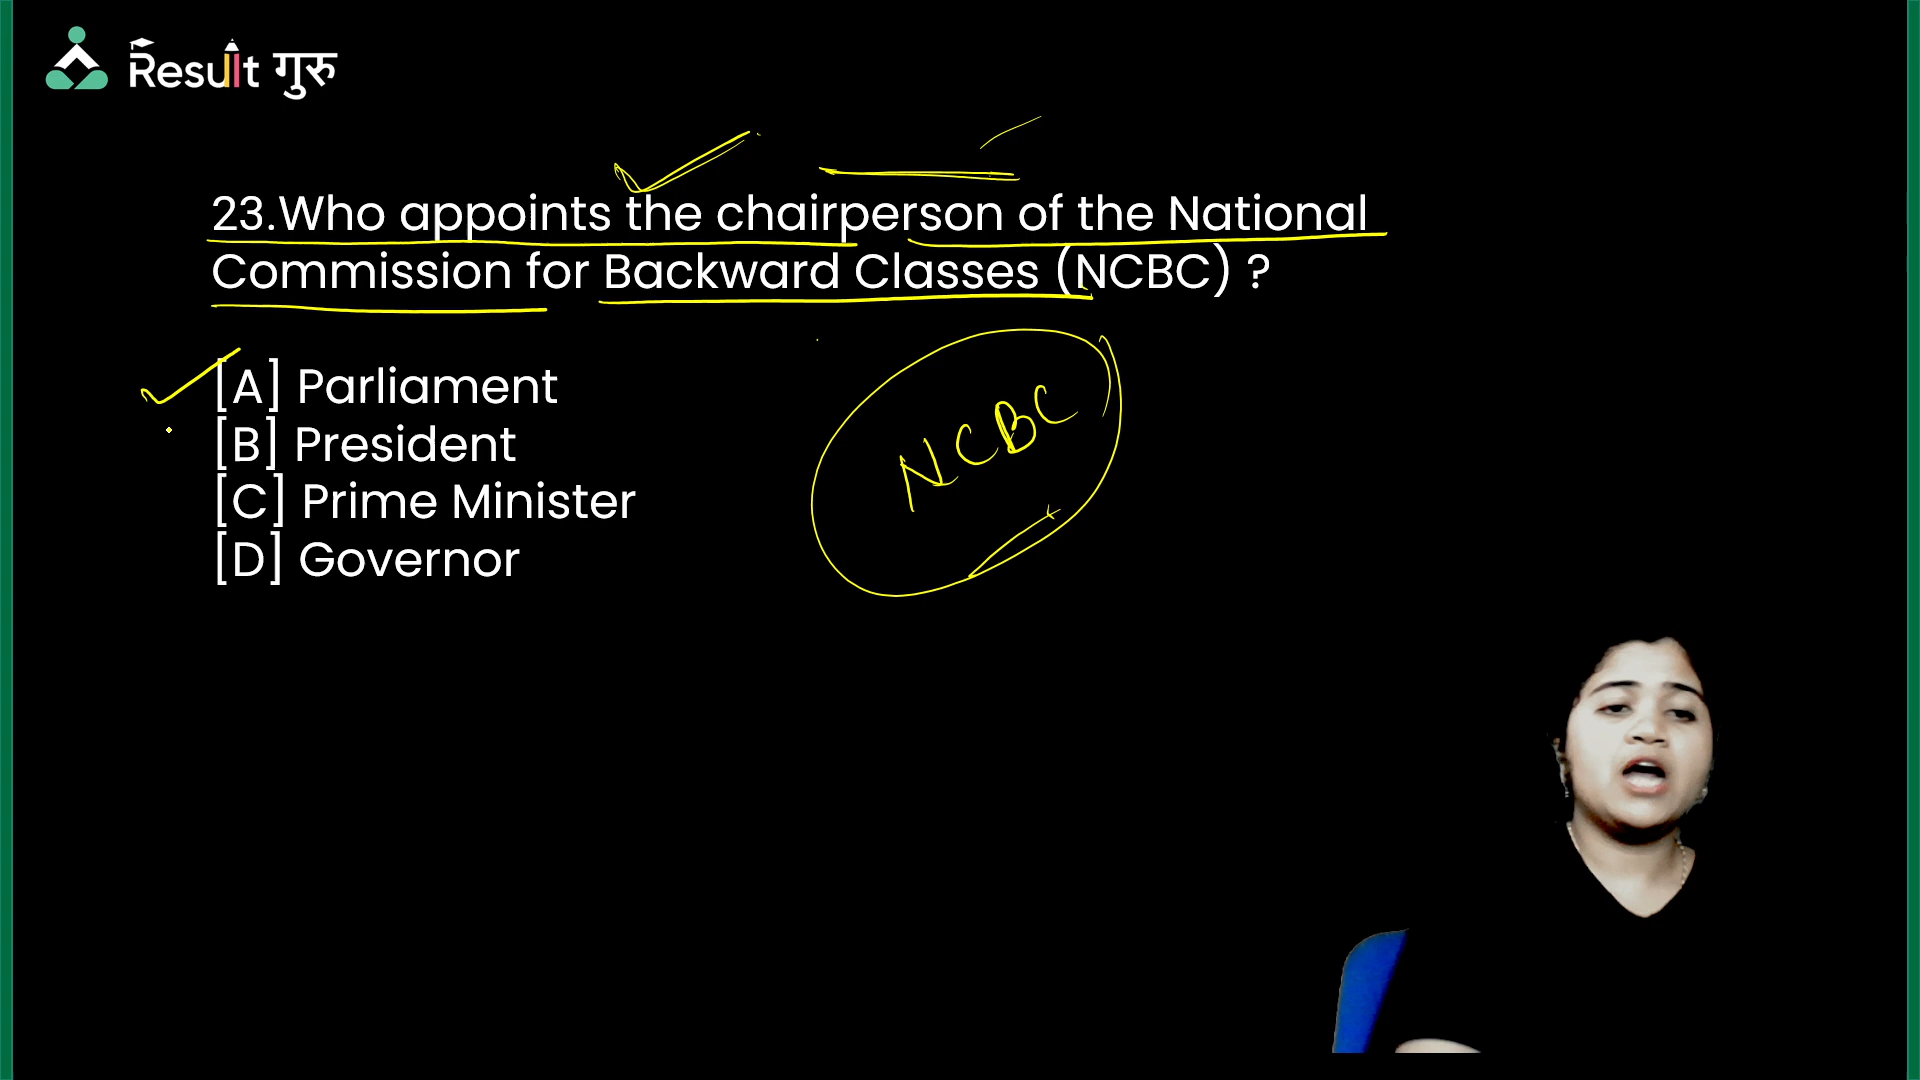 Result गुरु
23.Who appoints the chairperson of the National
Commission for Backward Classes (NCBC) ?
[A] Parliament
[B] President
[C] Prime Minister
[D] Governor
NCBC